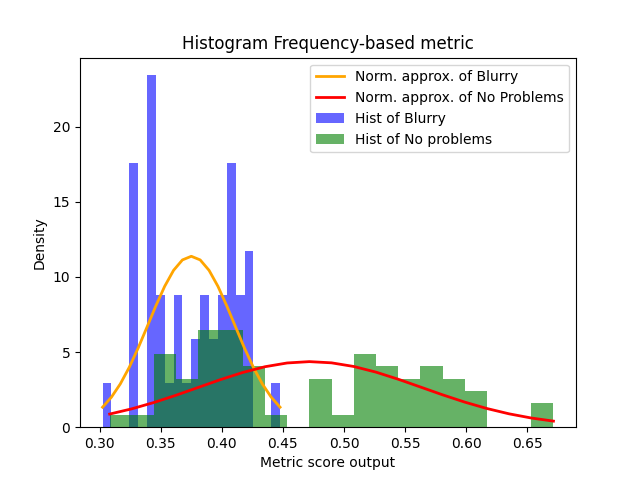 Histogram Frequency-based metric
Norm. approx. of Blurry
Norm. approx. of No Problems
Hist of Blurry
Hist of No problems
Density
20
15
10
5
0
0.30 0.35 0.40 0.45 0.50 0.55 0.60 0.65
Metric score output